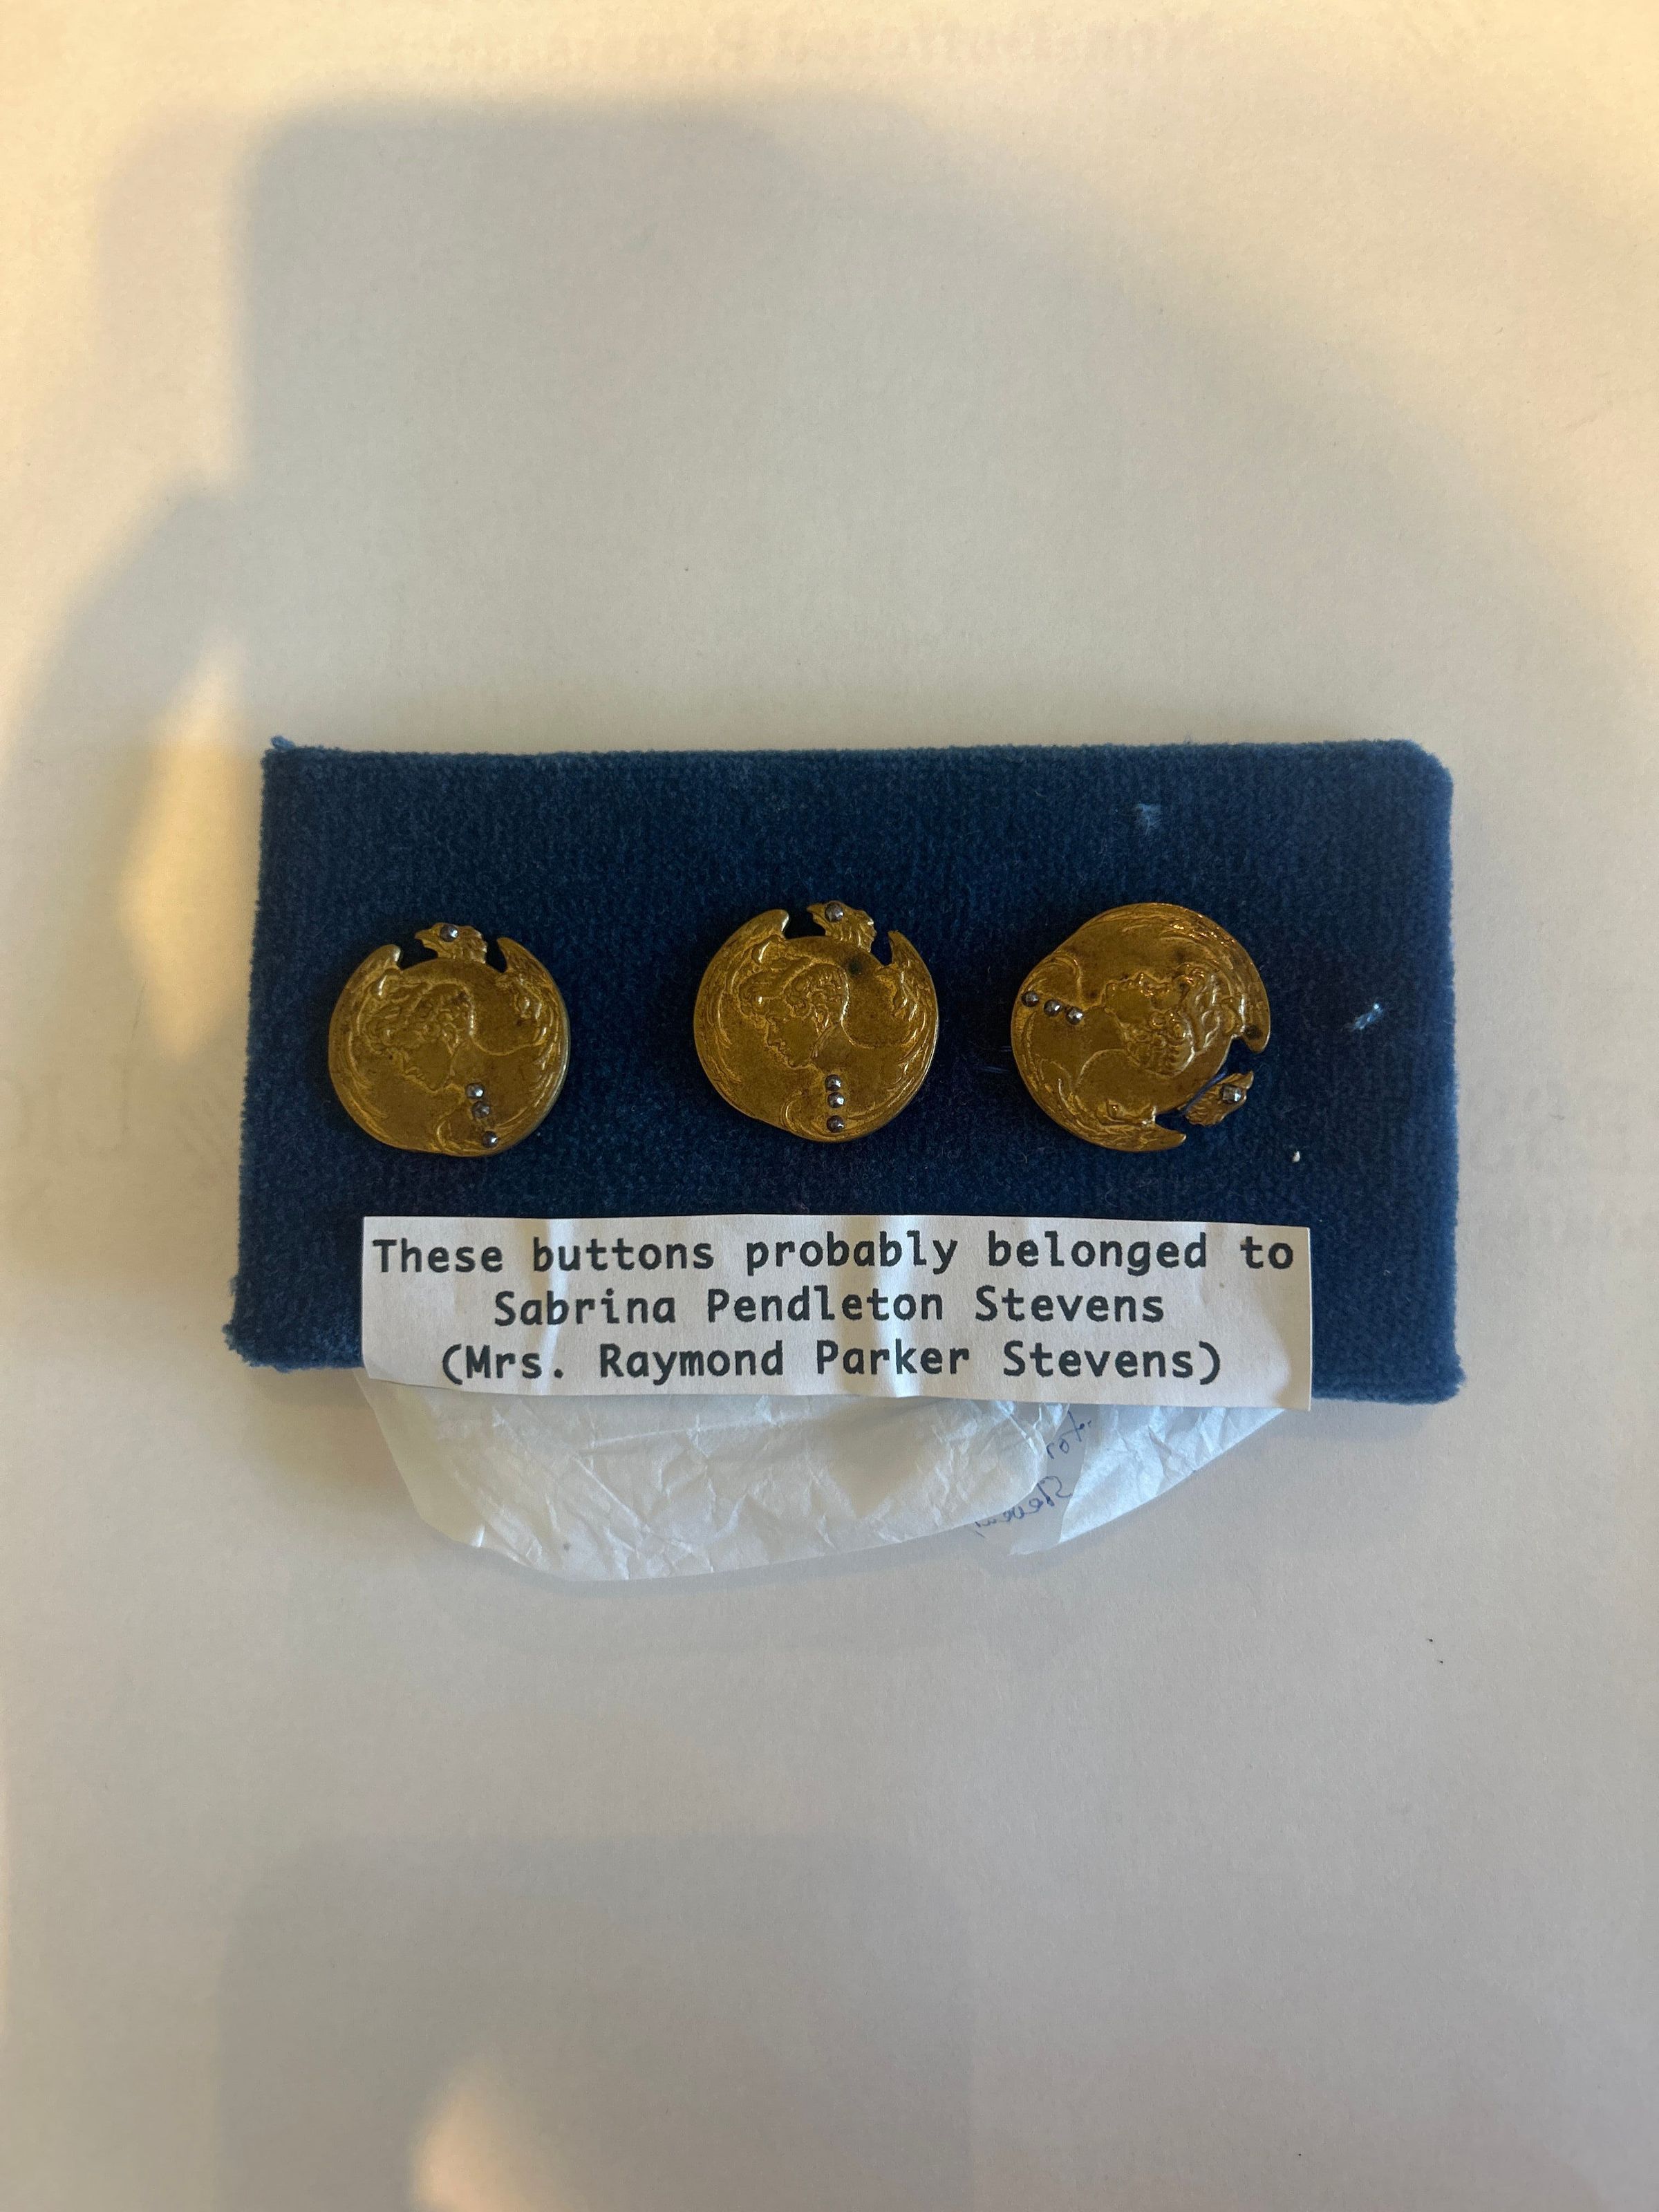 These buttons probably belonged to
Sabrina Pendleton Stevens
(Mrs. Raymond Parker Stevens)